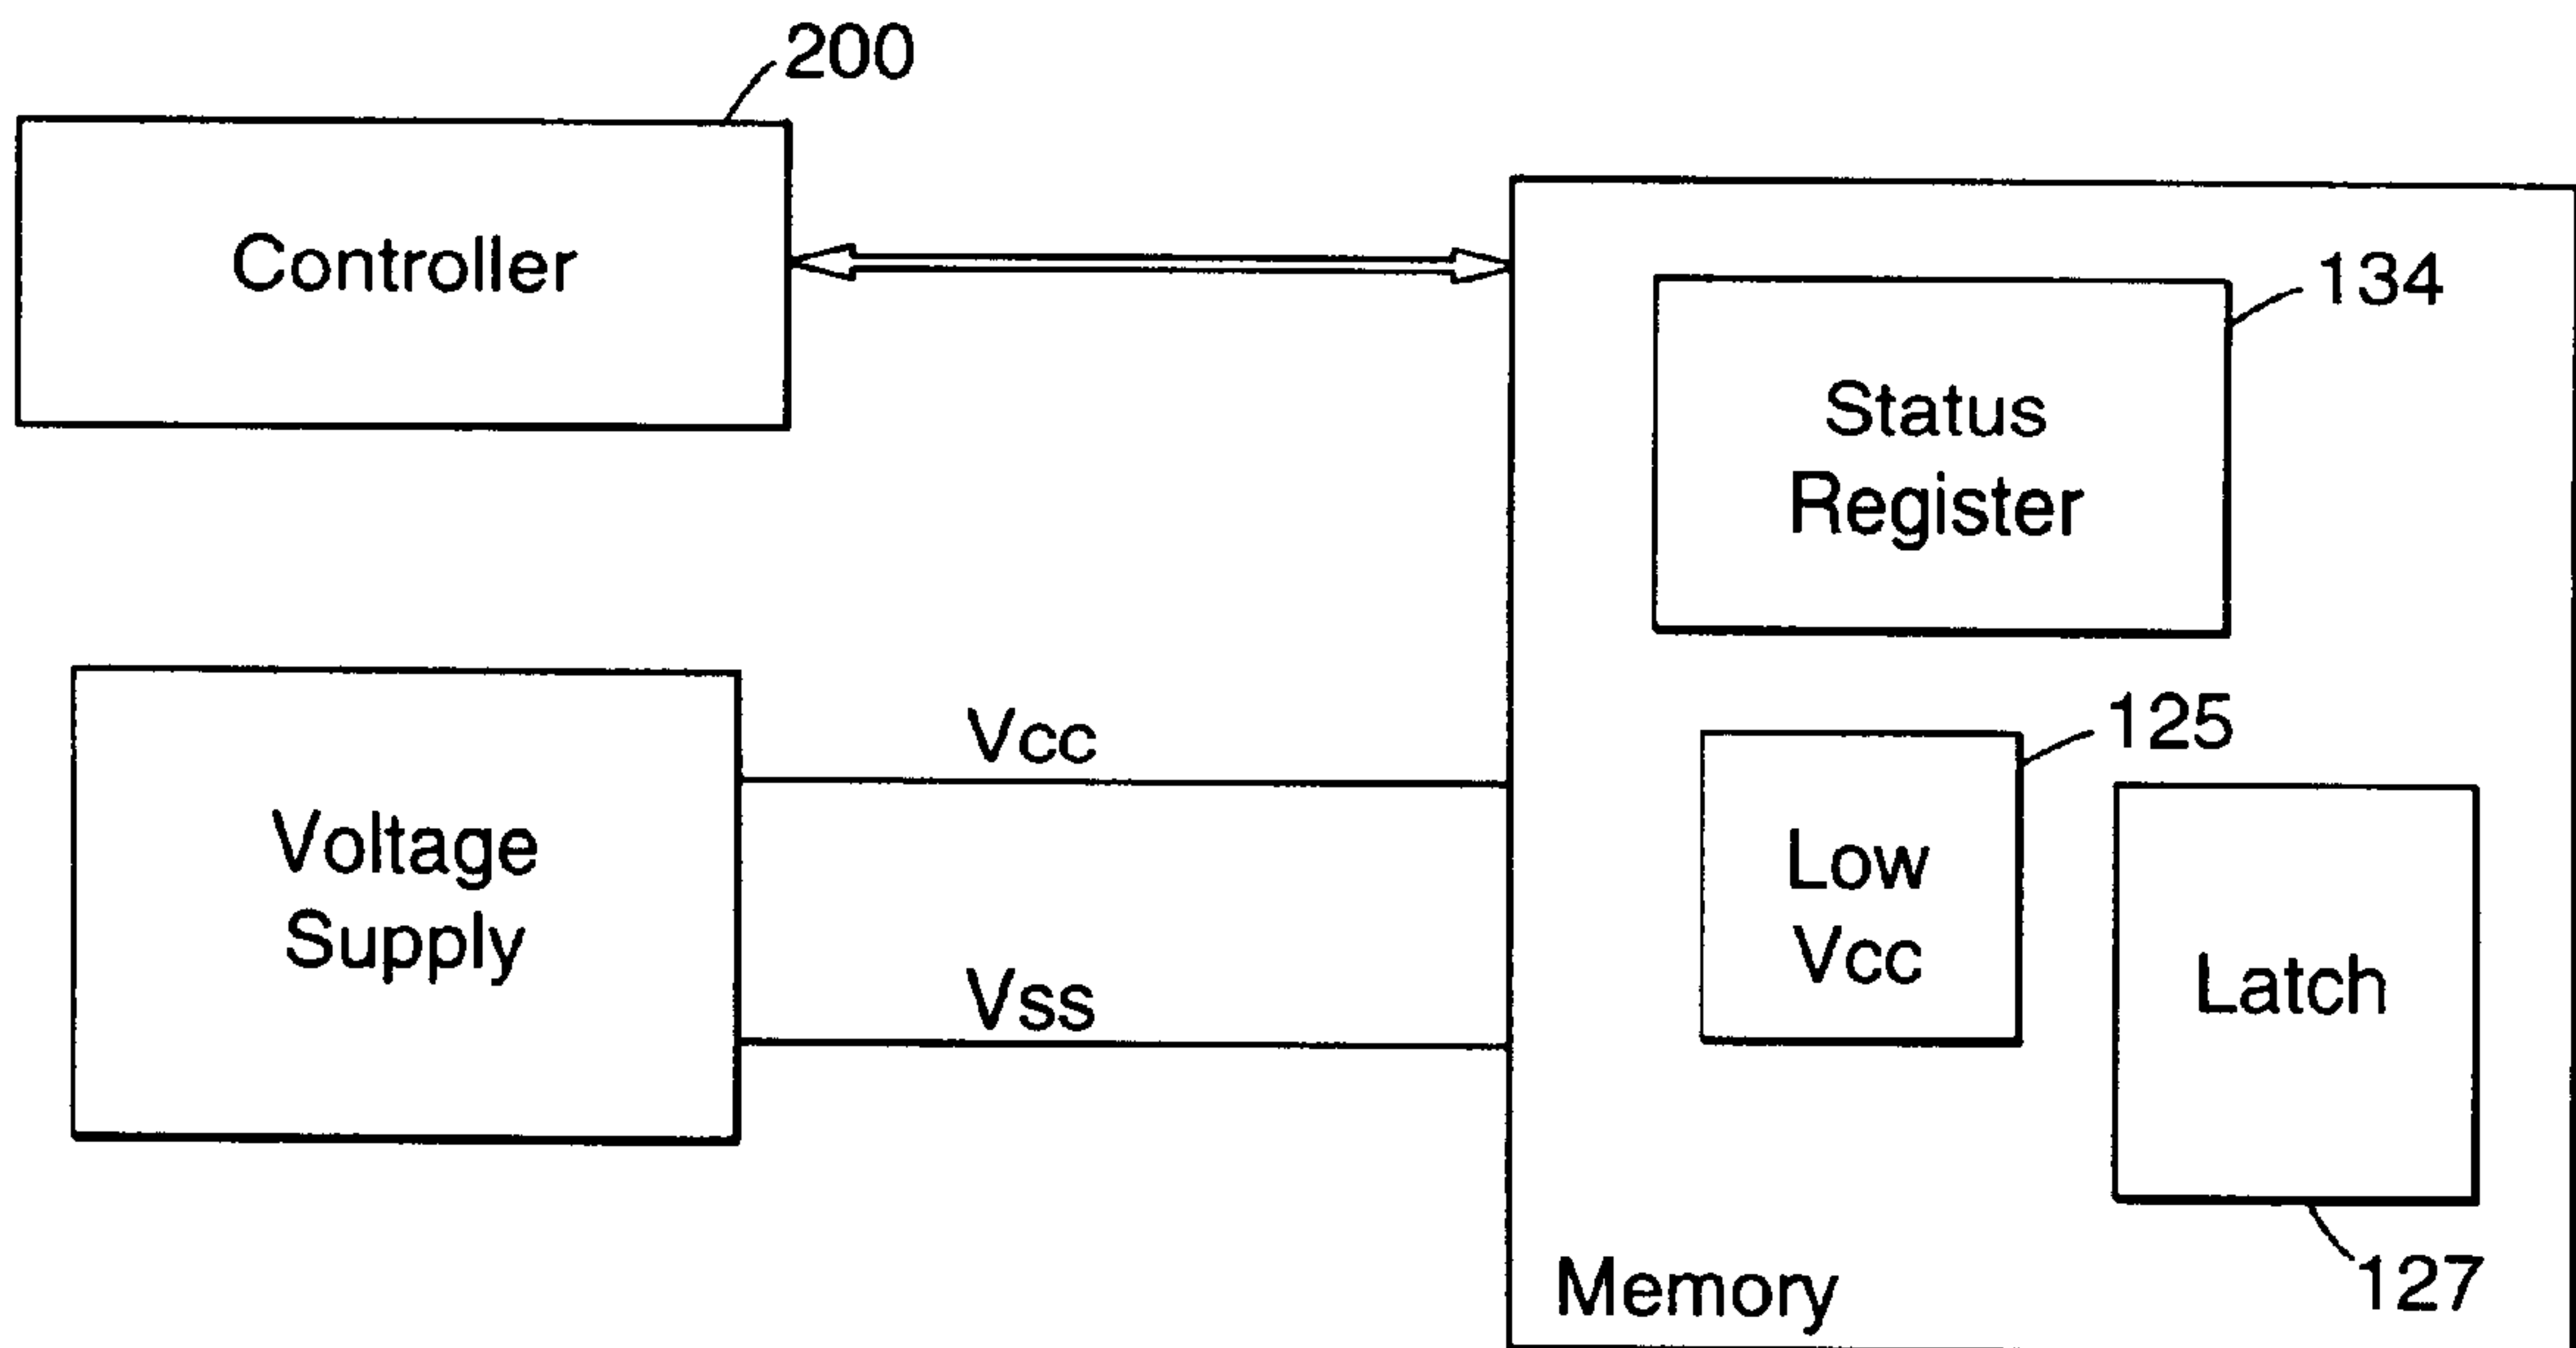 200
Controller
134
Status
Register
Vcc
125
Voltage
Supply
Low
Vcc
Latch
Vss
127
Memory